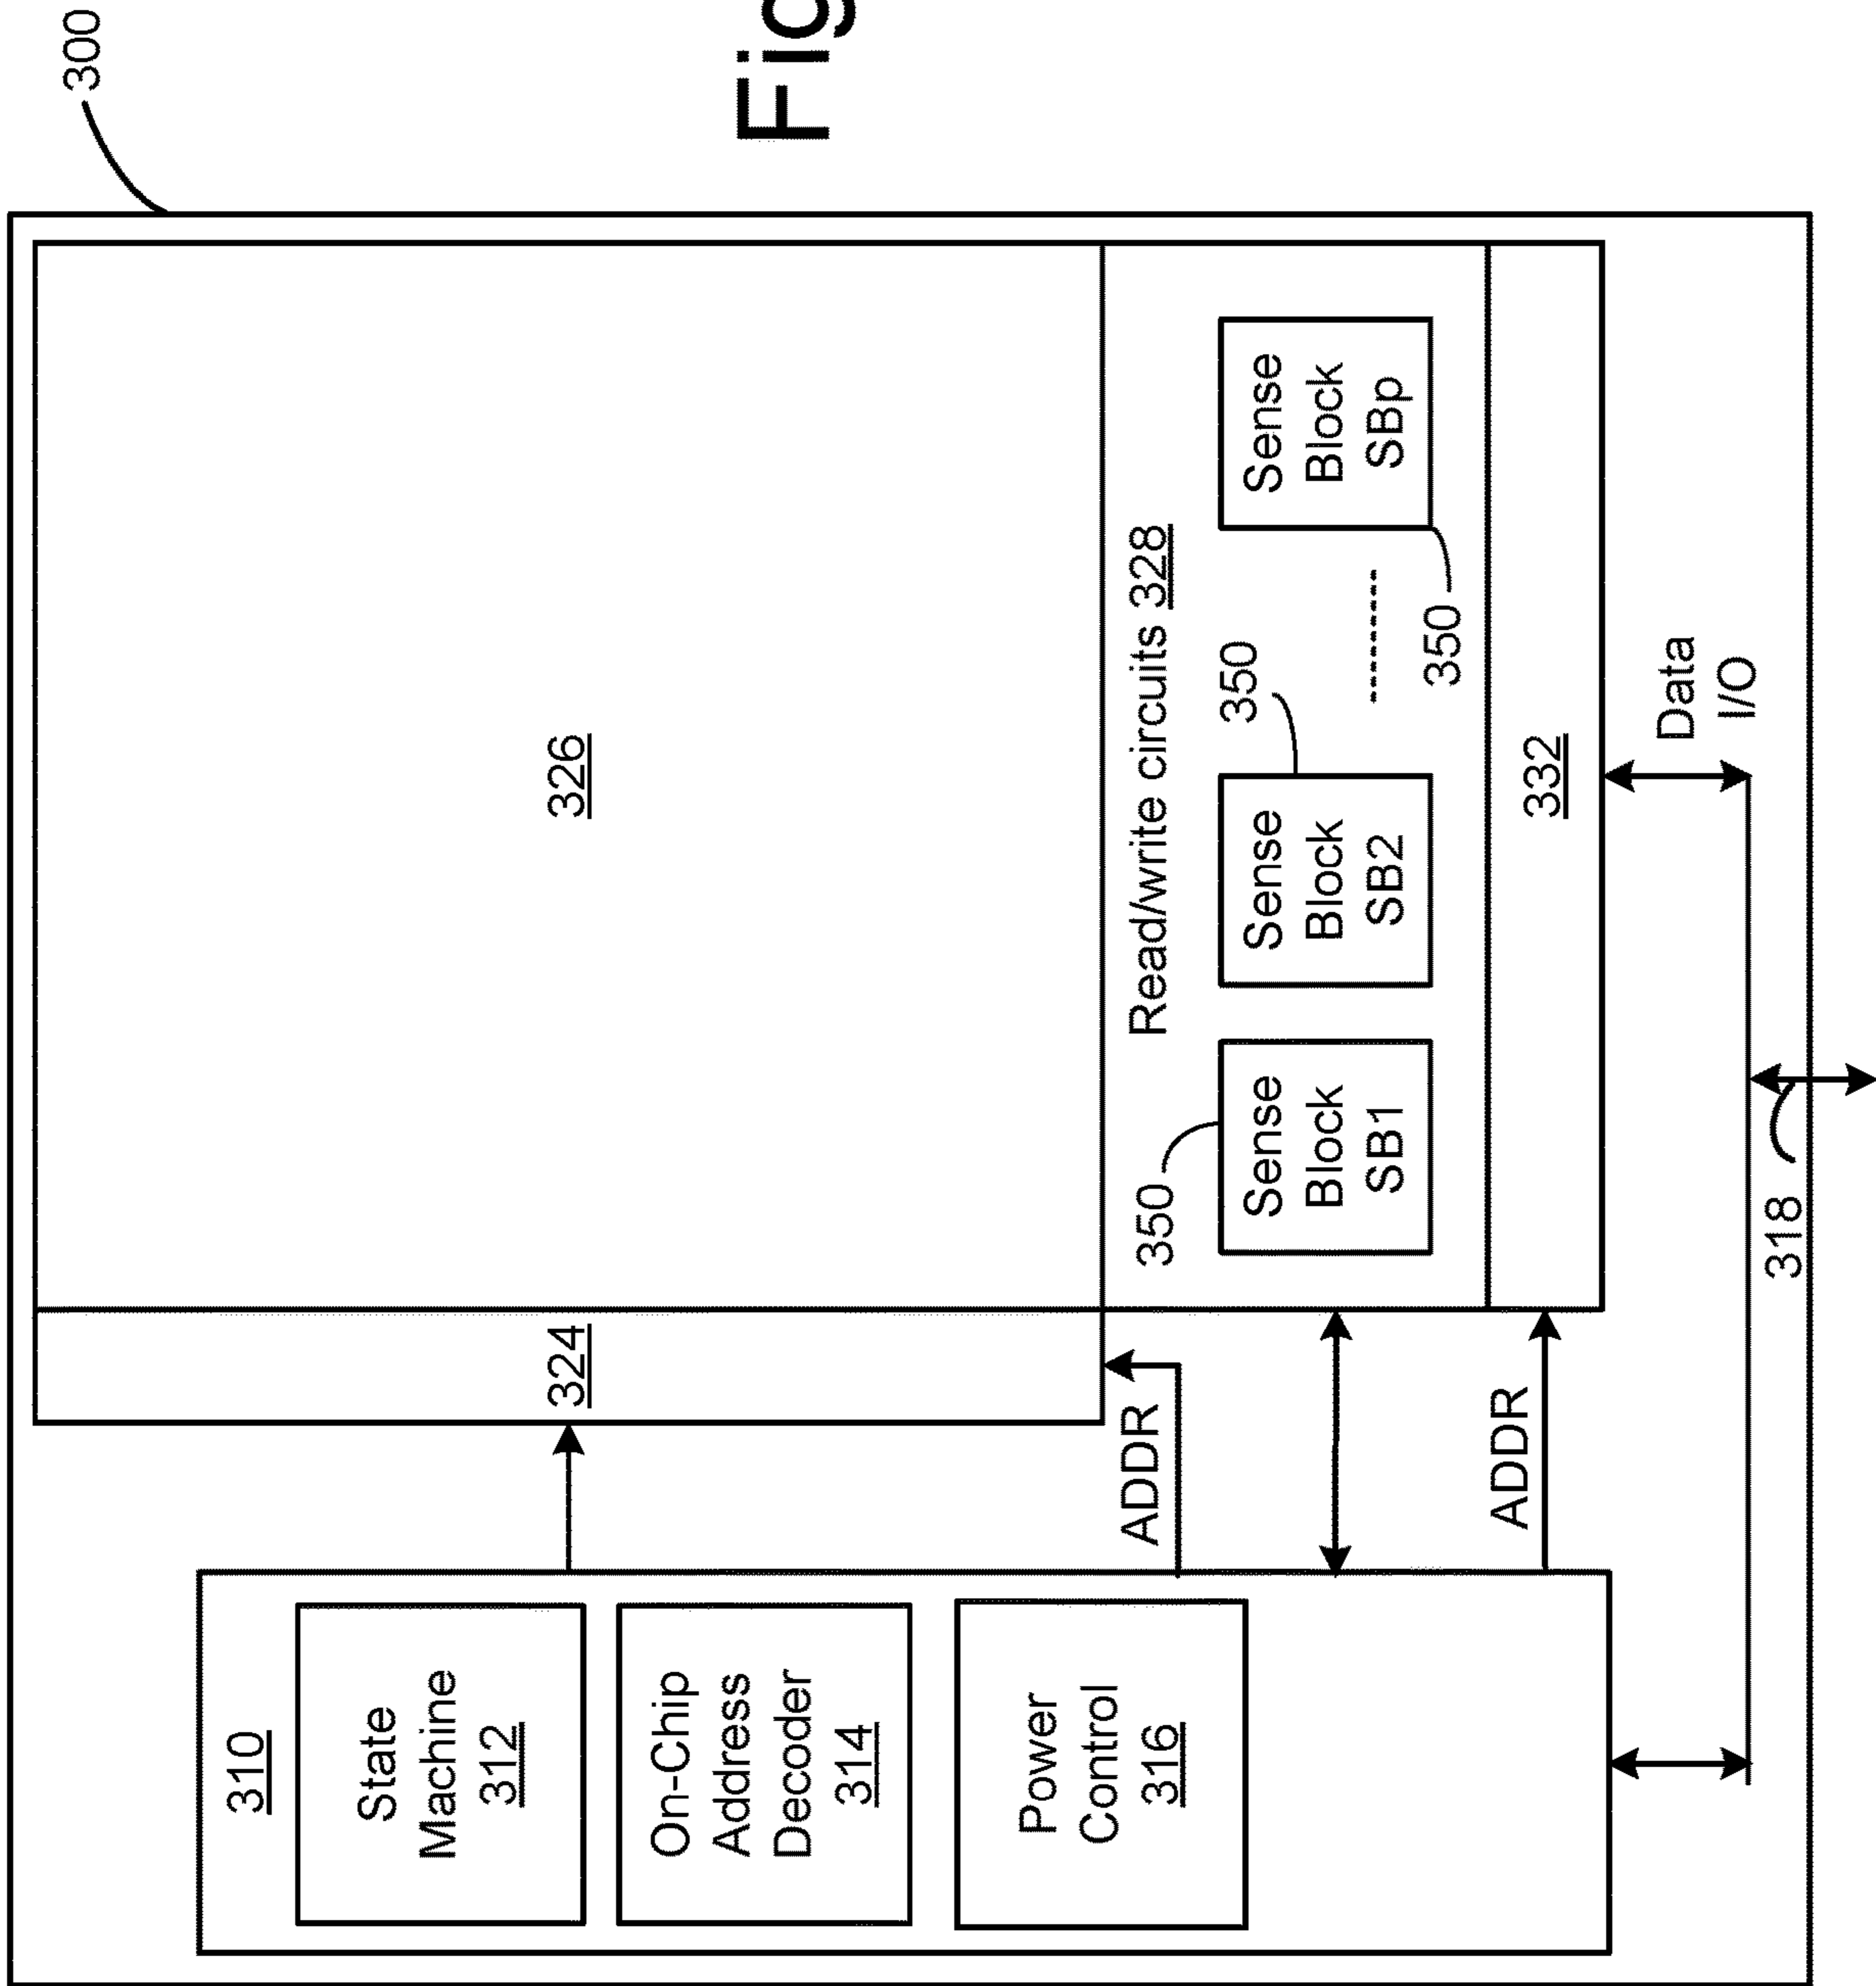 300
Fig
310
State
Machine
312
On-Chip
Address
Decoder
314
Power
Control
316
324
326
ADDR
ADDR
Read/write circuits 328
350
Sense
Block
SB1
350
Sense
Block
SB2
---------
350
Sense
Block
SBp
332
Data
I/O
318